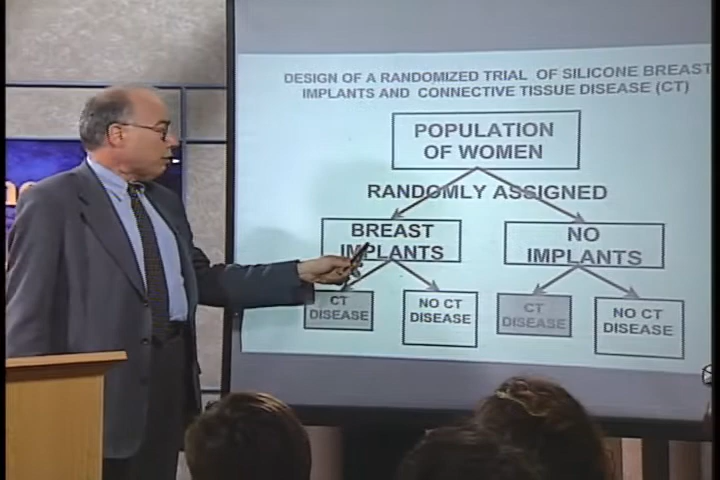 DESIGN OF A RANDOMIZED TRIAL OF SILICONE BREAST
IMPLANTS AND CONNECTIVE TISSUE DISEASE (CT)
POPULATION
OF WOMEN
RANDOMLY ASSIGNED
BREAST
IMPLANTS
NO
IMPLANTS
CT
DISEASE
NO CT
DISEASE
CT
DISEASE
NO CT
DISEASE